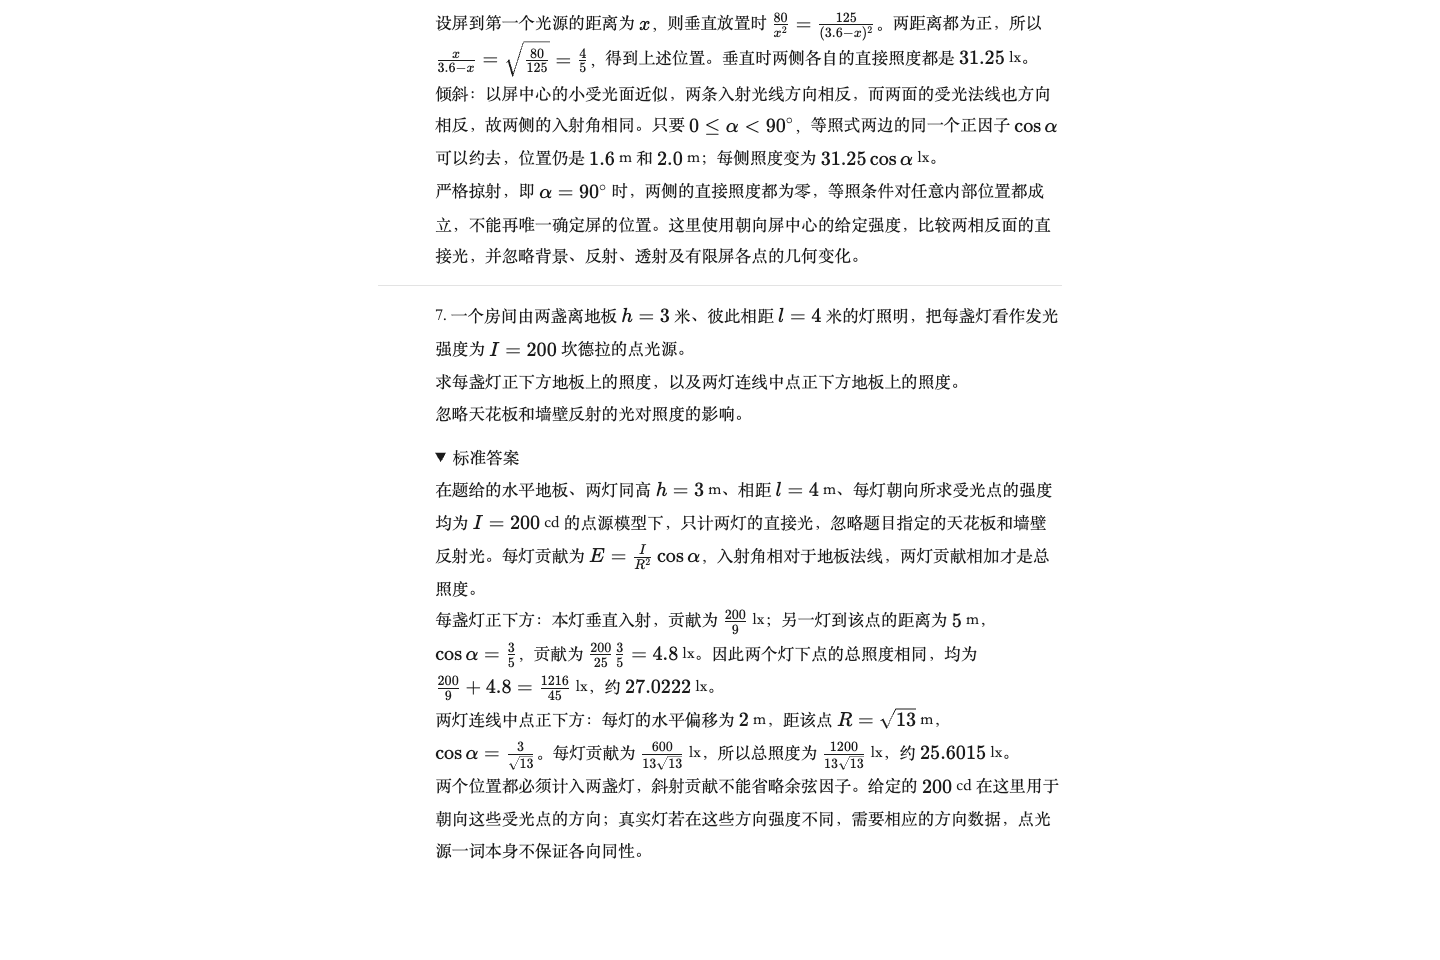 设屏到第一个光源的距离为 x，则垂直放置时 80/x² = 125/(3.6−x)²。两距离都为正，所以
x/(3.6−x) = √(80/125) = 4/5，得到上述位置。垂直时两侧各自的直接照度都是 31.25 lx。
倾斜：以屏中心的小受光面近似，两条入射光线方向相反，而两面的受光法线也方向
相反，故两侧的入射角相同。只要 0 ≤ α < 90°，等照式两边的同一个正因子 cos α
可以约去，位置仍是 1.6 m 和 2.0 m；每侧照度变为 31.25 cos α lx。
严格掠射，即 α = 90° 时，两侧的直接照度都为零，等照条件对任意内部位置都成
立，不能再唯一确定屏的位置。这里使用朝向屏中心的给定强度，比较两相反面的直
接光，并忽略背景、反射、透射及有限屏各点的几何变化。
7. 一个房间由两盏离地板 h = 3 米、彼此相距 l = 4 米的灯照明，把每盏灯看作发光
强度为 I = 200 坎德拉的点光源。
求每盏灯正下方地板上的照度，以及两灯连线中点正下方地板上的照度。
忽略天花板和墙壁反射的光对照度的影响。
▼ 标准答案
在题给的水平地板、两灯同高 h = 3 m、相距 l = 4 m、每灯朝向所求受光点的强度
均为 I = 200 cd 的点源模型下，只计两灯的直接光，忽略题目指定的天花板和墙壁
反射光。每灯贡献为 E = I/R² cos α，入射角相对于地板法线，两灯贡献相加才是总
照度。
每盏灯正下方：本灯垂直入射，贡献为 200/9 lx；另一灯到该点的距离为 5 m，
cos α = 3/5，贡献为 200/25 3/5 = 4.8 lx。因此两个灯下点的总照度相同，均为
200/9 + 4.8 = 1216/45 lx，约 27.0222 lx。
两灯连线中点正下方：每灯的水平偏移为 2 m，距该点 R = √13 m，
cos α = 3/√13。每灯贡献为 600/(13√13) lx，所以总照度为 1200/(13√13) lx，约 25.6015 lx。
两个位置都必须计入两盏灯，斜射贡献不能省略余弦因子。给定的 200 cd 在这里用于
朝向这些受光点的方向；真实灯若在这些方向强度不同，需要相应的方向数据，点光
源一词本身不保证各向同性。